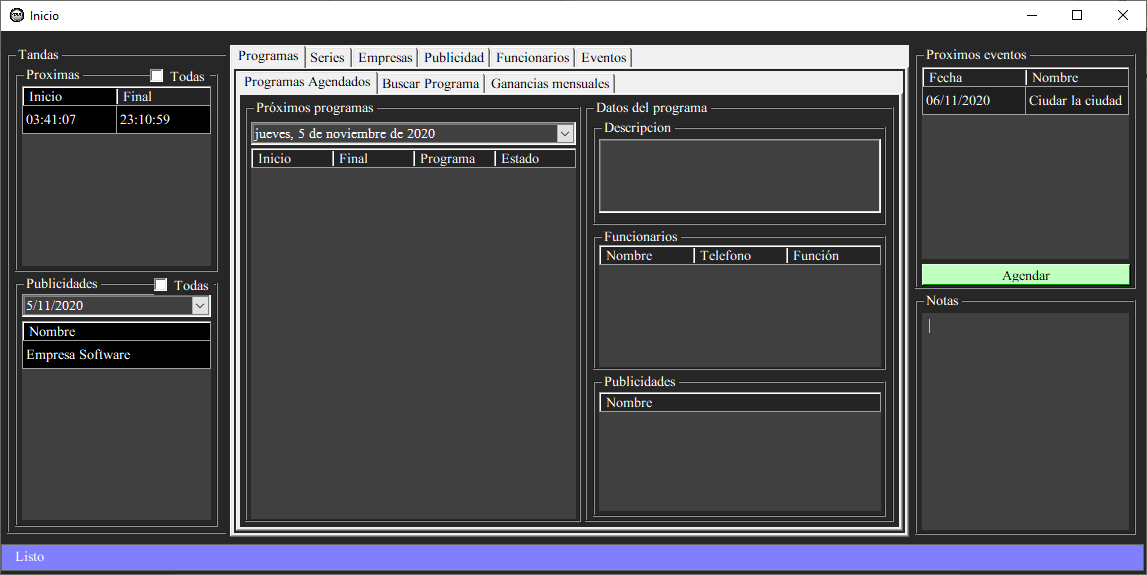 Inicio
Tandas
Proximas
Todas
Inicio Final
03:41:07 23:10:59
Publicidades
Todas
5/11/2020
Nombre
Empresa Software
Programas Series Empresas Publicidad Funcionarios Eventos
Programas Agendados Buscar Programa Ganancias mensuales
Próximos programas
jueves, 5 de noviembre de 2020
Inicio Final Programa Estado
Datos del programa
Descripcion
Funcionarios
Nombre Telefono Función
Publicidades
Nombre
Proximos eventos
Fecha Nombre
06/11/2020 Ciudar la ciudad
Agendar
Notas
Listo